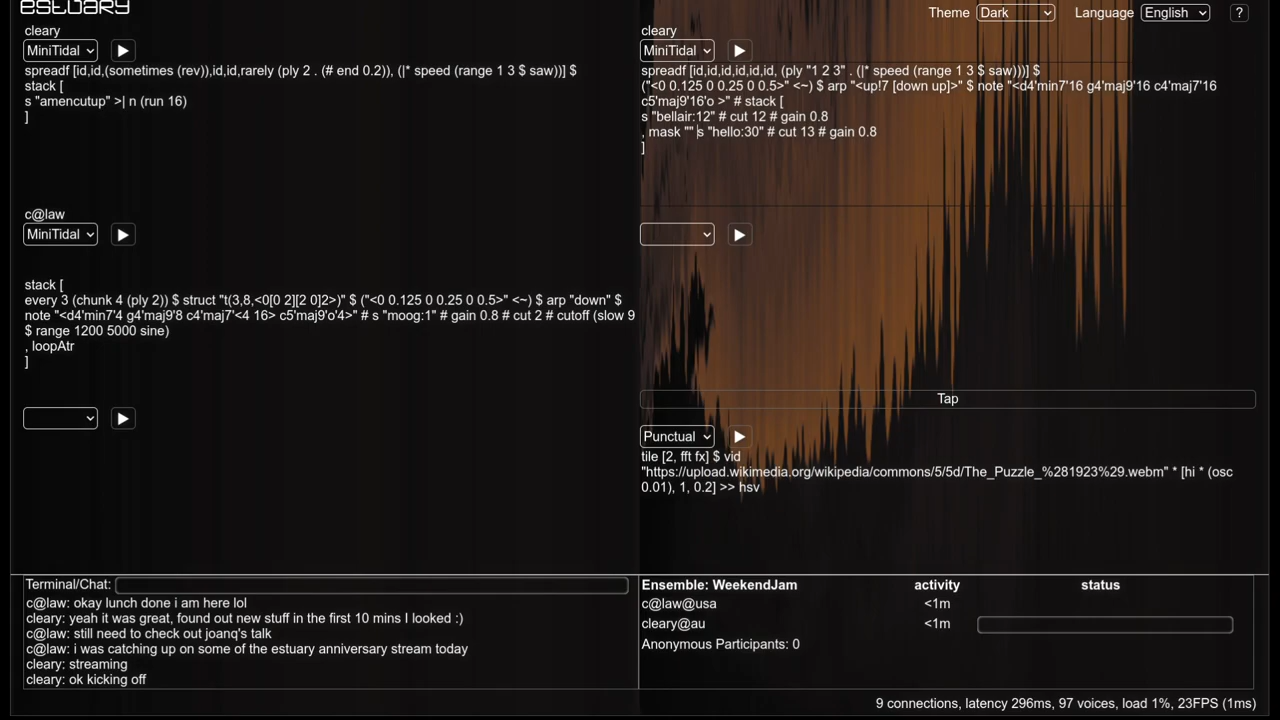 estuary
Theme Dark Language English ?
cleary
MiniTidal
spreadf [id,id,(sometimes (rev)),id,id,rarely (ply 2 . (# end 0.2)), (|* speed (range 1 3 $ saw))] $
stack [
s "amencutup" >| n (run 16)
]
cleary
MiniTidal
spreadf [id,id,id,id,id,id, (ply "1 2 3" . (|* speed (range 1 3 $ saw)))] $
("<0 0.125 0 0.25 0 0.5>" <~) $ arp "<up!7 [down up]>" $ note "<d4'min7'16 g4'maj9'16 c4'maj7'16
c5'maj9'16'o >" # stack [
s "bellair:12" # cut 12 # gain 0.8
, mask "" s "hello:30" # cut 13 # gain 0.8
]
c@law
MiniTidal
stack [
every 3 (chunk 4 (ply 2)) $ struct "t(3,8,<0[0 2][2 0]2>)" $ ("<0 0.125 0 0.25 0 0.5>" <~) $ arp "down" $
note "<d4'min7'4 g4'maj9'8 c4'maj7'<4 16> c5'maj9'o'4>" # s "moog:1" # gain 0.8 # cut 2 # cutoff (slow 9
$ range 1200 5000 sine)
, loopAtr
]
Tap
Punctual
tile [2, fft fx] $ vid
"https://upload.wikimedia.org/wikipedia/commons/5/5d/The_Puzzle_%281923%29.webm" * [hi * (osc
0.01), 1, 0.2] >> hsv
Terminal/Chat:
c@law: okay lunch done i am here lol
cleary: yeah it was great, found out new stuff in the first 10 mins I looked :)
c@law: still need to check out joanq's talk
c@law: i was catching up on some of the estuary anniversary stream today
cleary: streaming
cleary: ok kicking off
Ensemble: WeekendJam activity status
c@law@usa <1m
cleary@au <1m
Anonymous Participants: 0
9 connections, latency 296ms, 97 voices, load 1%, 23FPS (1ms)